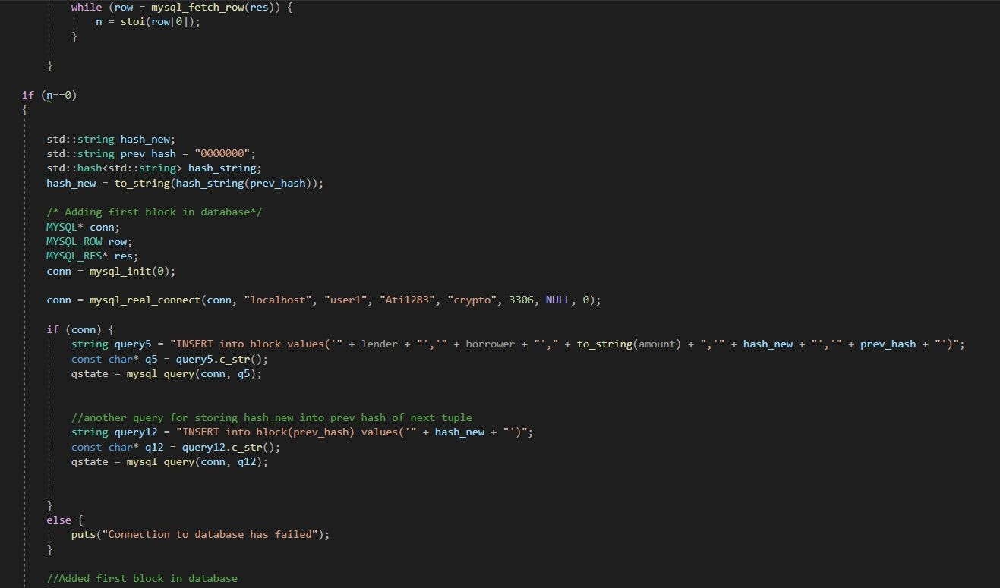 while (row = mysql_fetch_row(res)) {
n = stoi(row[0]);
}
}
if (n==0)
{
std::string hash_new;
std::string prev_hash = "0000000";
std::hash<std::string> hash_string;
hash_new = to_string(hash_string(prev_hash));
/* Adding first block in database*/
MYSQL* conn;
MYSQL_ROW row;
MYSQL_RES* res;
conn = mysql_init(0);
conn = mysql_real_connect(conn, "localhost", "user1", "Ati1283", "crypto", 3306, NULL, 0);
if (conn) {
string query5 = "INSERT into block values('" + lender + "','" + borrower + "'," + to_string(amount) + ",'" + hash_new + "','" + prev_hash + "')";
const char* q5 = query5.c_str();
qstate = mysql_query(conn, q5);
//another query for storing hash_new into prev_hash of next tuple
string query12 = "INSERT into block(prev_hash) values('" + hash_new + "')";
const char* q12 = query12.c_str();
qstate = mysql_query(conn, q12);
}
else {
puts("Connection to database has failed");
}
//Added first block in database